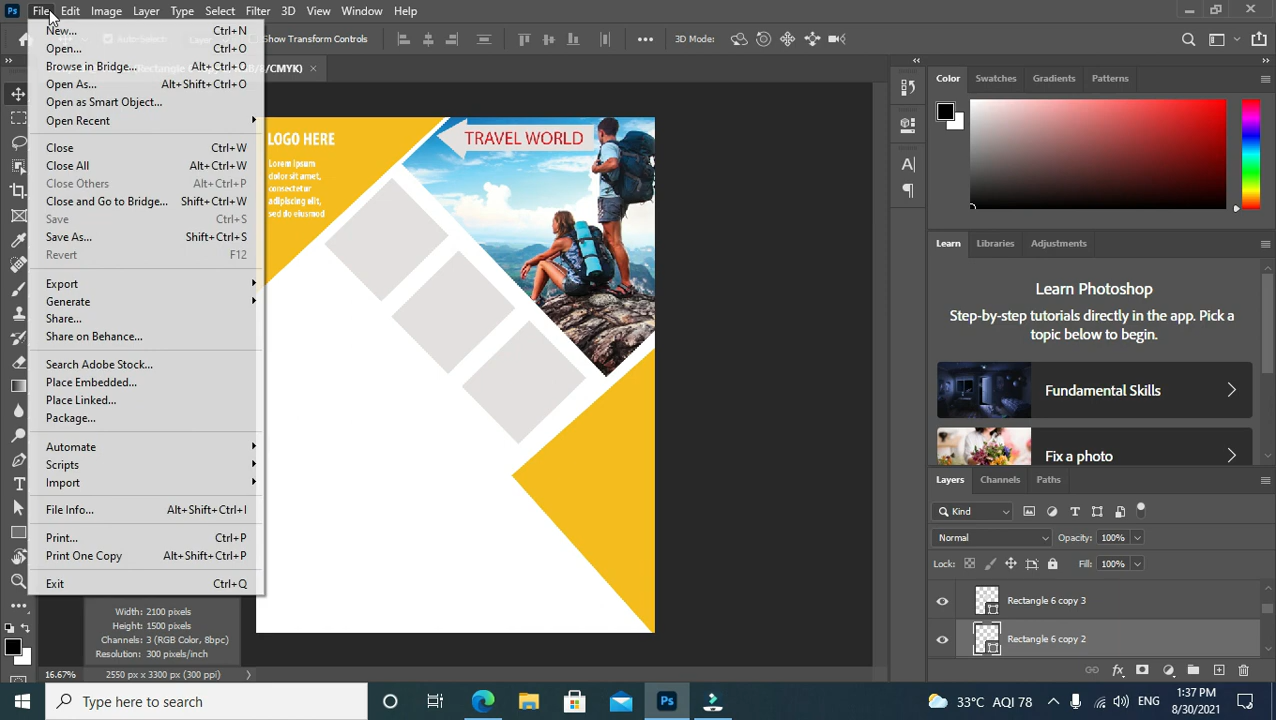 File Edit Image Layer Type Select Filter 3D View Window Help
New... Ctrl+N
Open... Ctrl+O
Browse in Bridge... Alt+Ctrl+O
Open As... Alt+Shift+Ctrl+O
Open as Smart Object...
Open Recent
Close Ctrl+W
Close All Alt+Ctrl+W
Close Others Alt+Ctrl+P
Close and Go to Bridge... Shift+Ctrl+W
Save Ctrl+S
Save As... Shift+Ctrl+S
Revert F12
Export
Generate
Share...
Share on Behance...
Search Adobe Stock...
Place Embedded...
Place Linked...
Package...
Automate
Scripts
Import
File Info... Alt+Shift+Ctrl+I
Print... Ctrl+P
Print One Copy Alt+Shift+Ctrl+P
Exit Ctrl+Q
Show Transform Controls
3D Mode:
/CMYK)
LOGO HERE
Lorem ipsum
dolor sit amet,
consectetur
adipiscing elit,
sed do eiusmod
TRAVEL WORLD
Width: 2100 pixels
Height: 1500 pixels
Channels: 3 (RGB Color, 8bpc)
Resolution: 300 pixels/inch
16.67% 2550 px x 3300 px (300 ppi)
Color Swatches Gradients Patterns
Learn Libraries Adjustments
Learn Photoshop
Step-by-step tutorials directly in the app. Pick a
topic below to begin.
Fundamental Skills
Fix a photo
Layers Channels Paths
Kind
Normal Opacity: 100%
Lock: Fill: 100%
Rectangle 6 copy 3
Rectangle 6 copy 2
Type here to search
33°C AQI 78 ENG
1:37 PM
8/30/2021